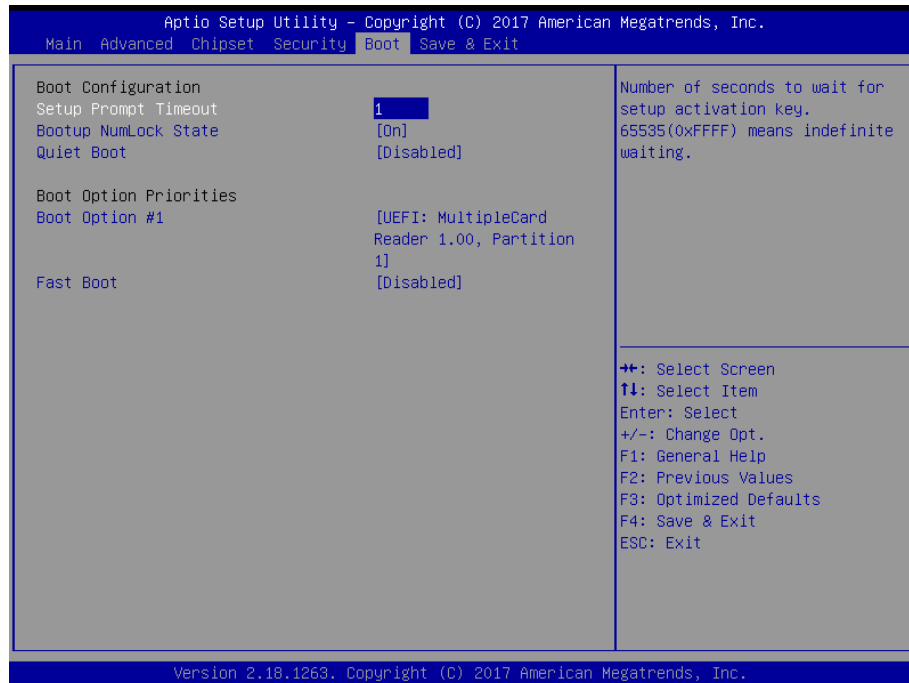 Aptio Setup Utility – Copyright (C) 2017 American Megatrends, Inc.
Main Advanced Chipset Security Boot Save & Exit
Boot Configuration
Setup Prompt Timeout 1
Bootup NumLock State [On]
Quiet Boot [Disabled]
Boot Option Priorities
Boot Option #1 [UEFI: MultipleCard
Reader 1.00, Partition
1]
Fast Boot [Disabled]
Number of seconds to wait for
setup activation key.
65535(0xFFFF) means indefinite
waiting.
→←: Select Screen
↑↓: Select Item
Enter: Select
+/-: Change Opt.
F1: General Help
F2: Previous Values
F3: Optimized Defaults
F4: Save & Exit
ESC: Exit
Version 2.18.1263. Copyright (C) 2017 American Megatrends, Inc.